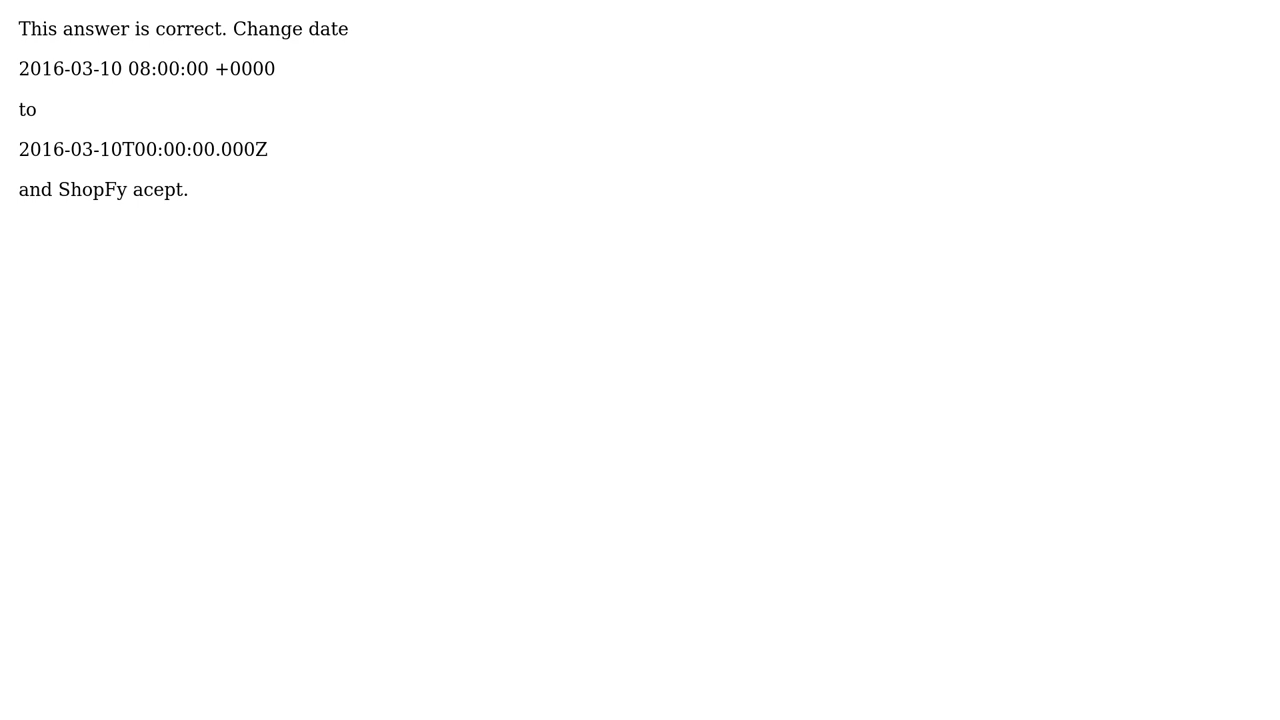 This answer is correct. Change date
2016-03-10 08:00:00 +0000
to
2016-03-10T00:00:00.000Z
and ShopFy acept.